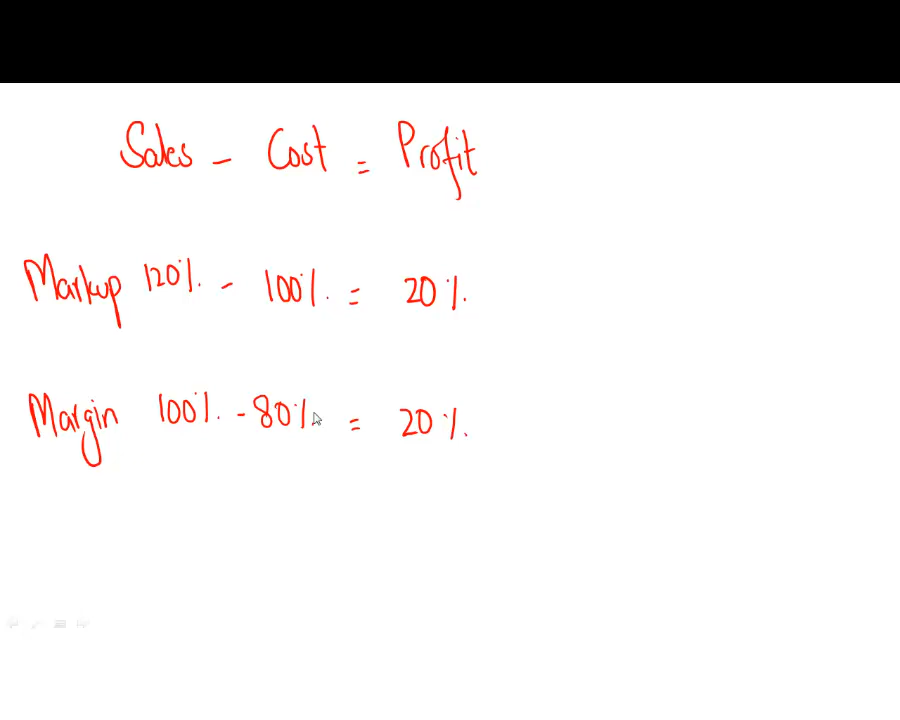 Sales - Cost = Profit
Markup 120% - 100% = 20%
Margin 100% - 80% = 20%